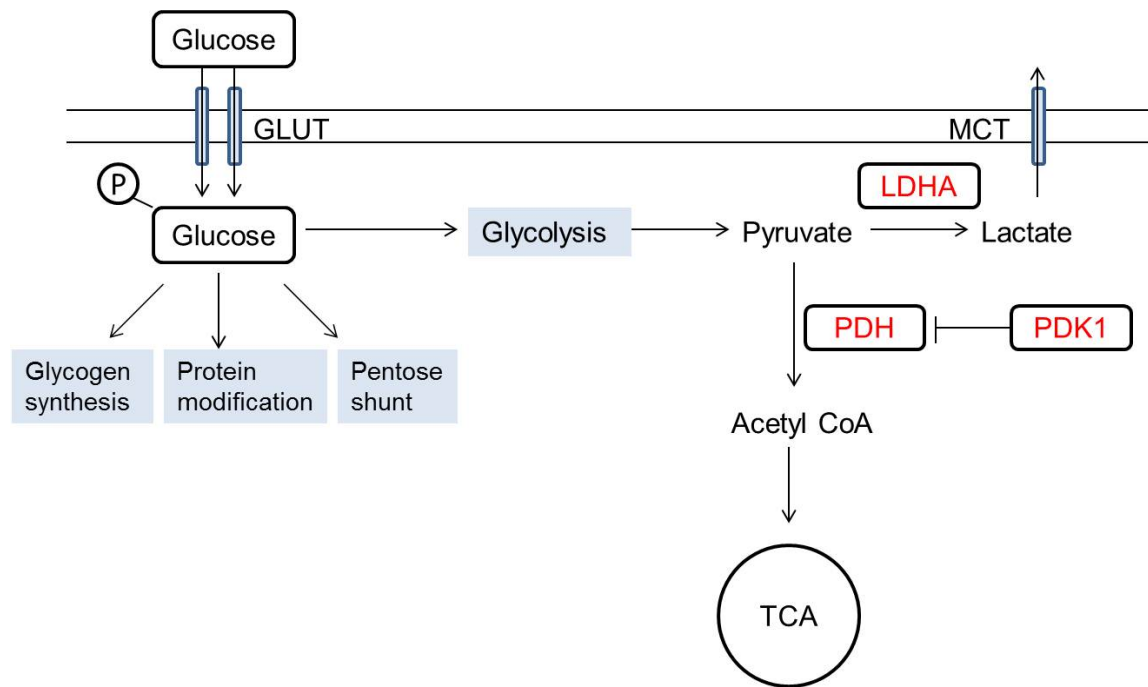 Glucose
GLUT
MCT
P
LDHA
Glucose
Glycolysis
Pyruvate
Lactate
PDH
PDK1
Glycogen
synthesis
Protein
modification
Pentose
shunt
Acetyl CoA
TCA